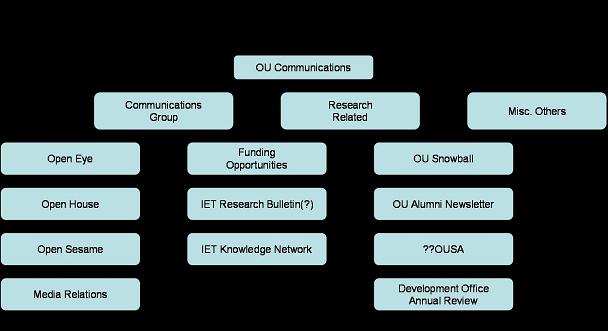 OU Communications
Communications
Group
Research
Related
Misc. Others
Open Eye
Funding
Opportunities
OU Snowball
Open House
IET Research Bulletin(?)
OU Alumni Newsletter
Open Sesame
IET Knowledge Network
??OUSA
Media Relations
Development Office
Annual Review